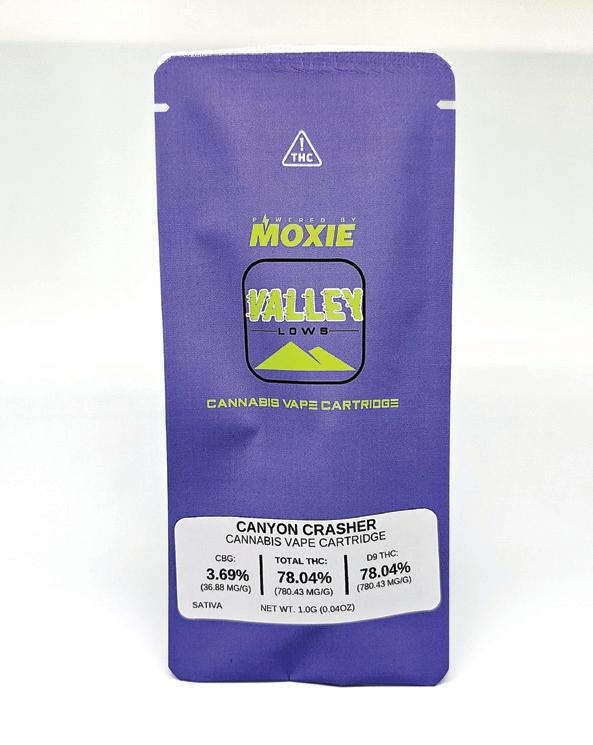 !
THC
POWERED BY
MOXIE
VALLEY
LOWS
CANNABIS VAPE CARTRIDGE
CANYON CRASHER
CANNABIS VAPE CARTRIDGE
CBG: TOTAL THC: D9 THC:
3.69% 78.04% 78.04%
(36.88 MG/G) (780.43 MG/G) (780.43 MG/G)
SATIVA NET WT. 1.0G (0.04OZ)